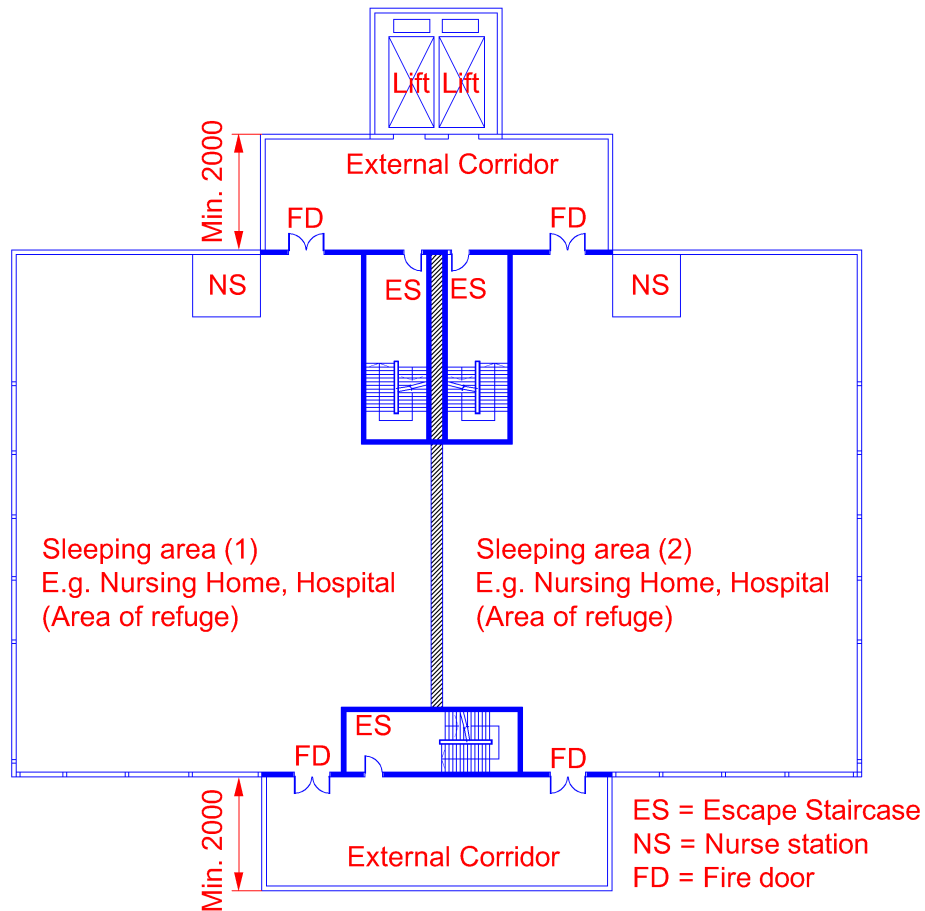 Lift Lift
External Corridor
Min. 2000
FD
FD
NS
ES
ES
NS
Sleeping area (1)
E.g. Nursing Home, Hospital
(Area of refuge)
Sleeping area (2)
E.g. Nursing Home, Hospital
(Area of refuge)
ES
FD
FD
Min. 2000
External Corridor
ES = Escape Staircase
NS = Nurse station
FD = Fire door